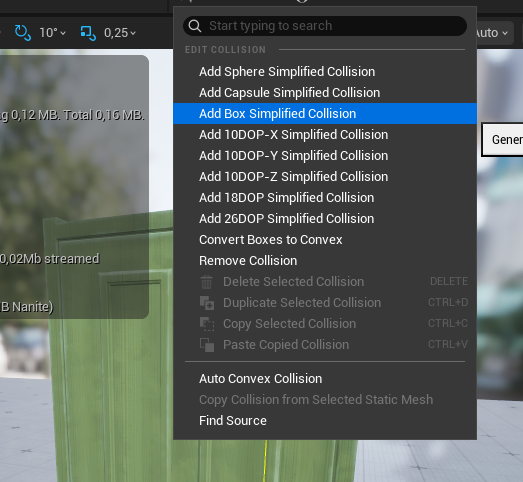 10°
0,25
Start typing to search
Auto
EDIT COLLISION
Add Sphere Simplified Collision
Add Capsule Simplified Collision
g 0,12 MB. Total 0,16 MB.
Add Box Simplified Collision
Add 10DOP-X Simplified Collision
Gener
Add 10DOP-Y Simplified Collision
Add 10DOP-Z Simplified Collision
Add 18DOP Simplified Collision
Add 26DOP Simplified Collision
Convert Boxes to Convex
0,02Mb streamed
Remove Collision
Delete Selected Collision DELETE
B Nanite)
Duplicate Selected Collision CTRL+D
Copy Selected Collision CTRL+C
Paste Copied Collision CTRL+V
Auto Convex Collision
Copy Collision from Selected Static Mesh
Find Source